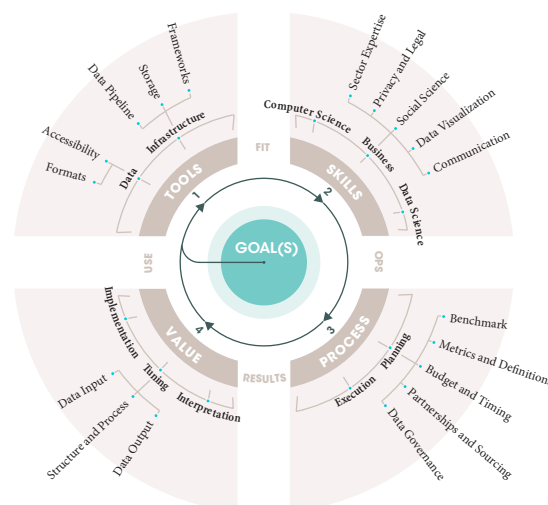 Frameworks
Storage
Data Pipeline
Infrastructure
Accessibility
Formats
Data
TOOLS
1
FIT
Sector Expertise
Privacy and Legal
Social Science
Data Visualization
Communication
Computer Science
Business
Data Science
SKILLS
2
GOAL(S)
USE
OPS
Benchmark
Metrics and Definition
Budget and Timing
Partnerships and Sourcing
Data Governance
Planning
Execution
PROCESS
3
RESULTS
Implementation
Tuning
Interpretation
Data Input
Structure and Process
Data Output
VALUE
4